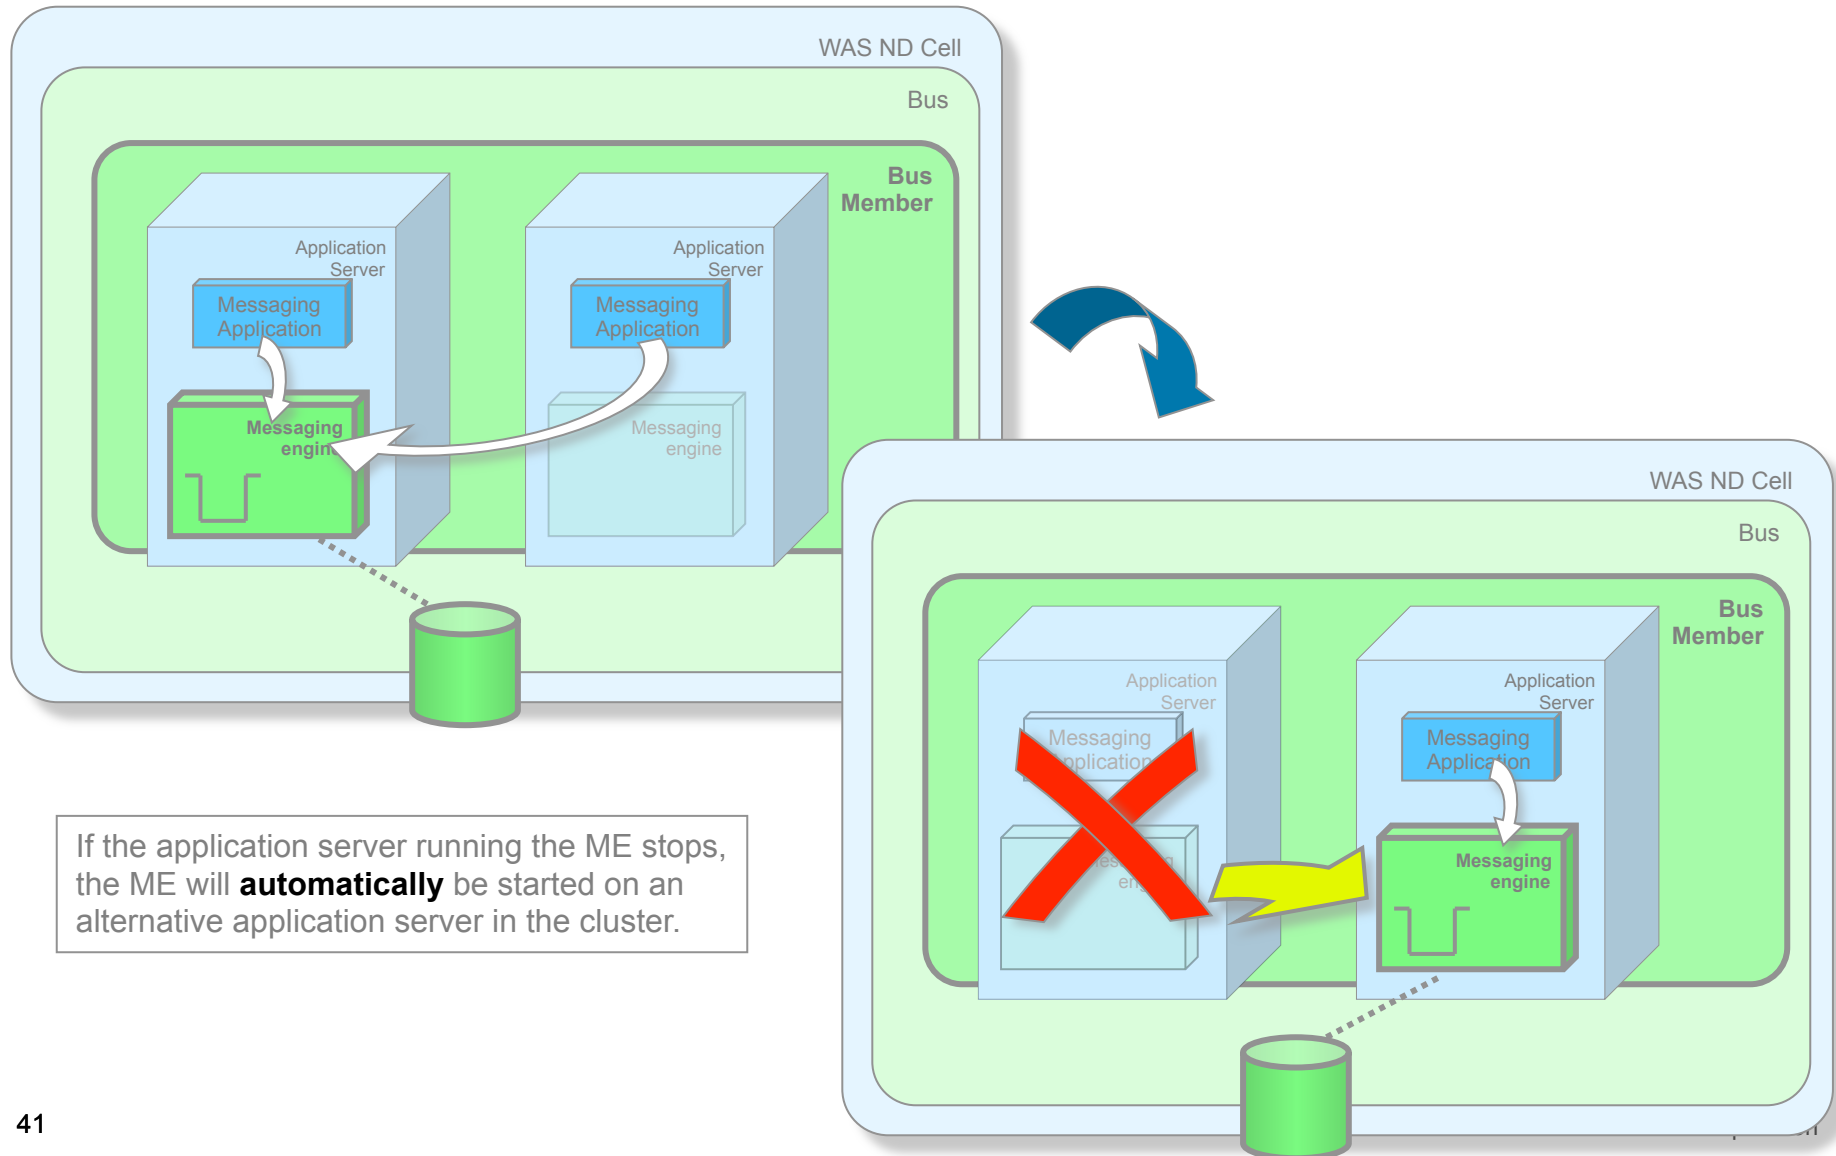 WAS ND Cell
Bus
Bus
Member
Application
Server
Messaging
Application
Messaging
engine
Application
Server
Messaging
Application
Messaging
engine
WAS ND Cell
Bus
Bus
Member
Application
Server
Messaging
Application
Application
Server
Messaging
Application
Messaging
engine
If the application server running the ME stops,
the ME will automatically be started on an
alternative application server in the cluster.
41